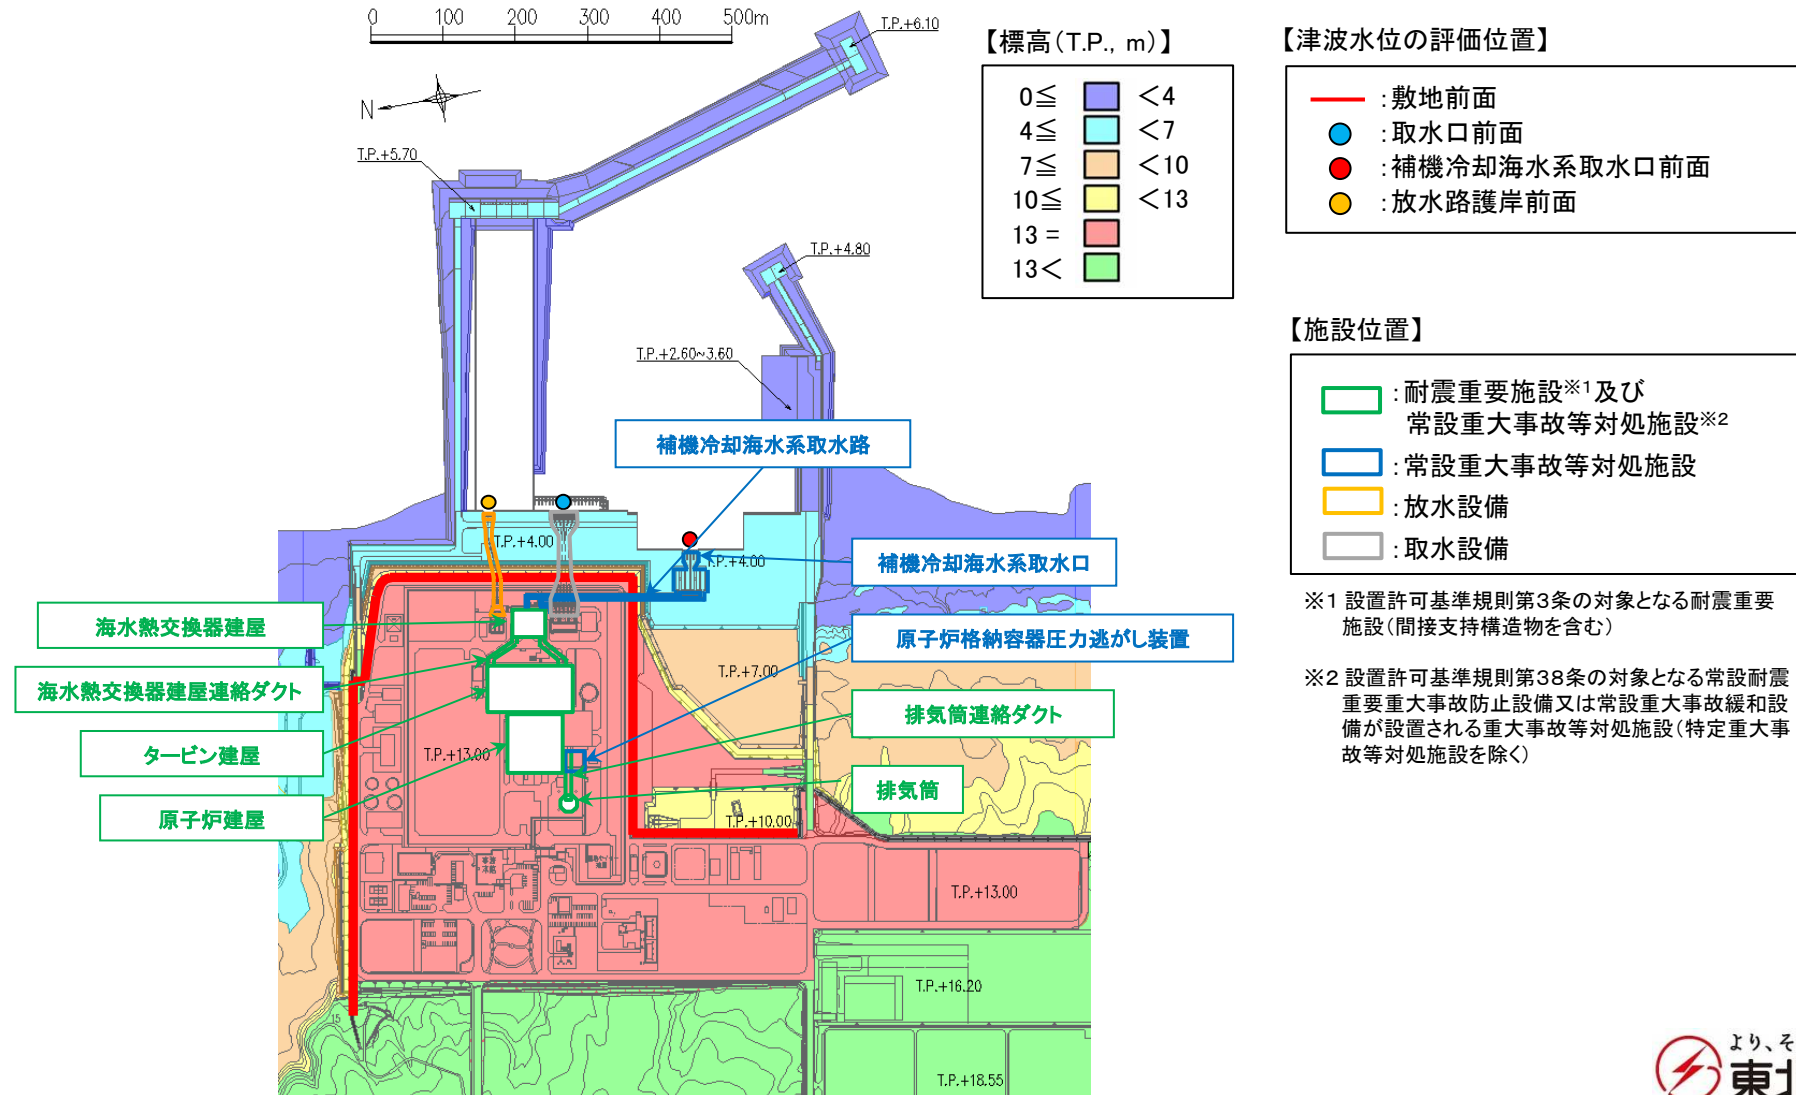 0 100 200 300 400 500m
N
T.P.+6.10
T.P.+5.70
T.P.+4.80
T.P.+2.60~3.60
【標高(T.P., m)】
0≦ <4
4≦ <7
7≦ <10
10≦ <13
13 =
13<
【津波水位の評価位置】
:敷地前面
:取水口前面
:補機冷却海水系取水口前面
:放水路護岸前面
【施設位置】
:耐震重要施設※1及び
常設重大事故等対処施設※2
:常設重大事故等対処施設
:放水設備
:取水設備
※1 設置許可基準規則第3条の対象となる耐震重要
施設(間接支持構造物を含む)
※2 設置許可基準規則第38条の対象となる常設耐震
重要重大事故防止設備又は常設重大事故緩和設
備が設置される重大事故等対処施設(特定重大事
故等対処施設を除く)
補機冷却海水系取水路
T.P.+4.00
T.P.+4.00
補機冷却海水系取水口
原子炉格納容器圧力逃がし装置
海水熱交換器建屋
海水熱交換器建屋連絡ダクト
タービン建屋
原子炉建屋
T.P.+7.00
排気筒連絡ダクト
T.P.+13.00
排気筒
T.P.+10.00
T.P.+13.00
T.P.+16.20
T.P.+18.55
15
より、そ
東北